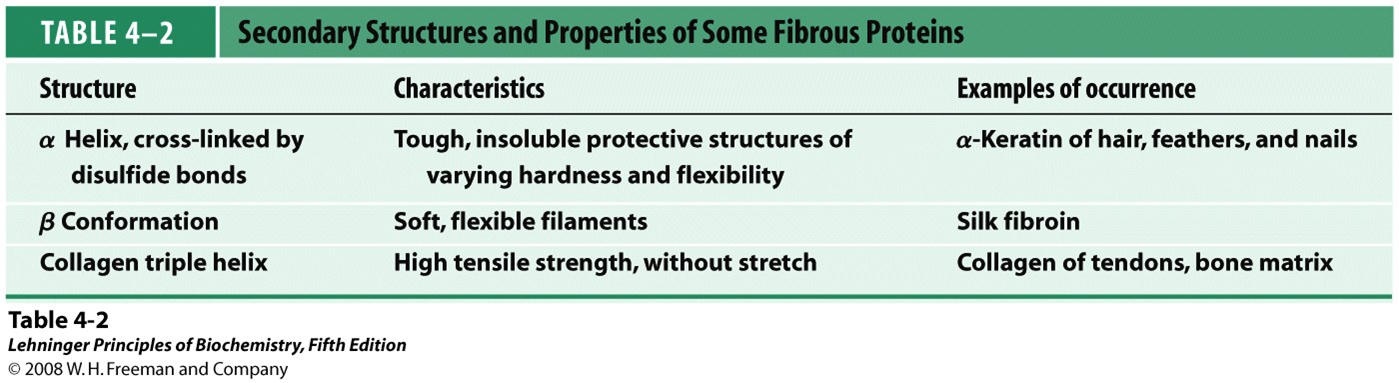 TABLE 4–2 Secondary Structures and Properties of Some Fibrous Proteins
Structure Characteristics Examples of occurrence
α Helix, cross-linked by Tough, insoluble protective structures of α-Keratin of hair, feathers, and nails
disulfide bonds varying hardness and flexibility
β Conformation Soft, flexible filaments Silk fibroin
Collagen triple helix High tensile strength, without stretch Collagen of tendons, bone matrix
Table 4-2
Lehninger Principles of Biochemistry, Fifth Edition
© 2008 W. H. Freeman and Company